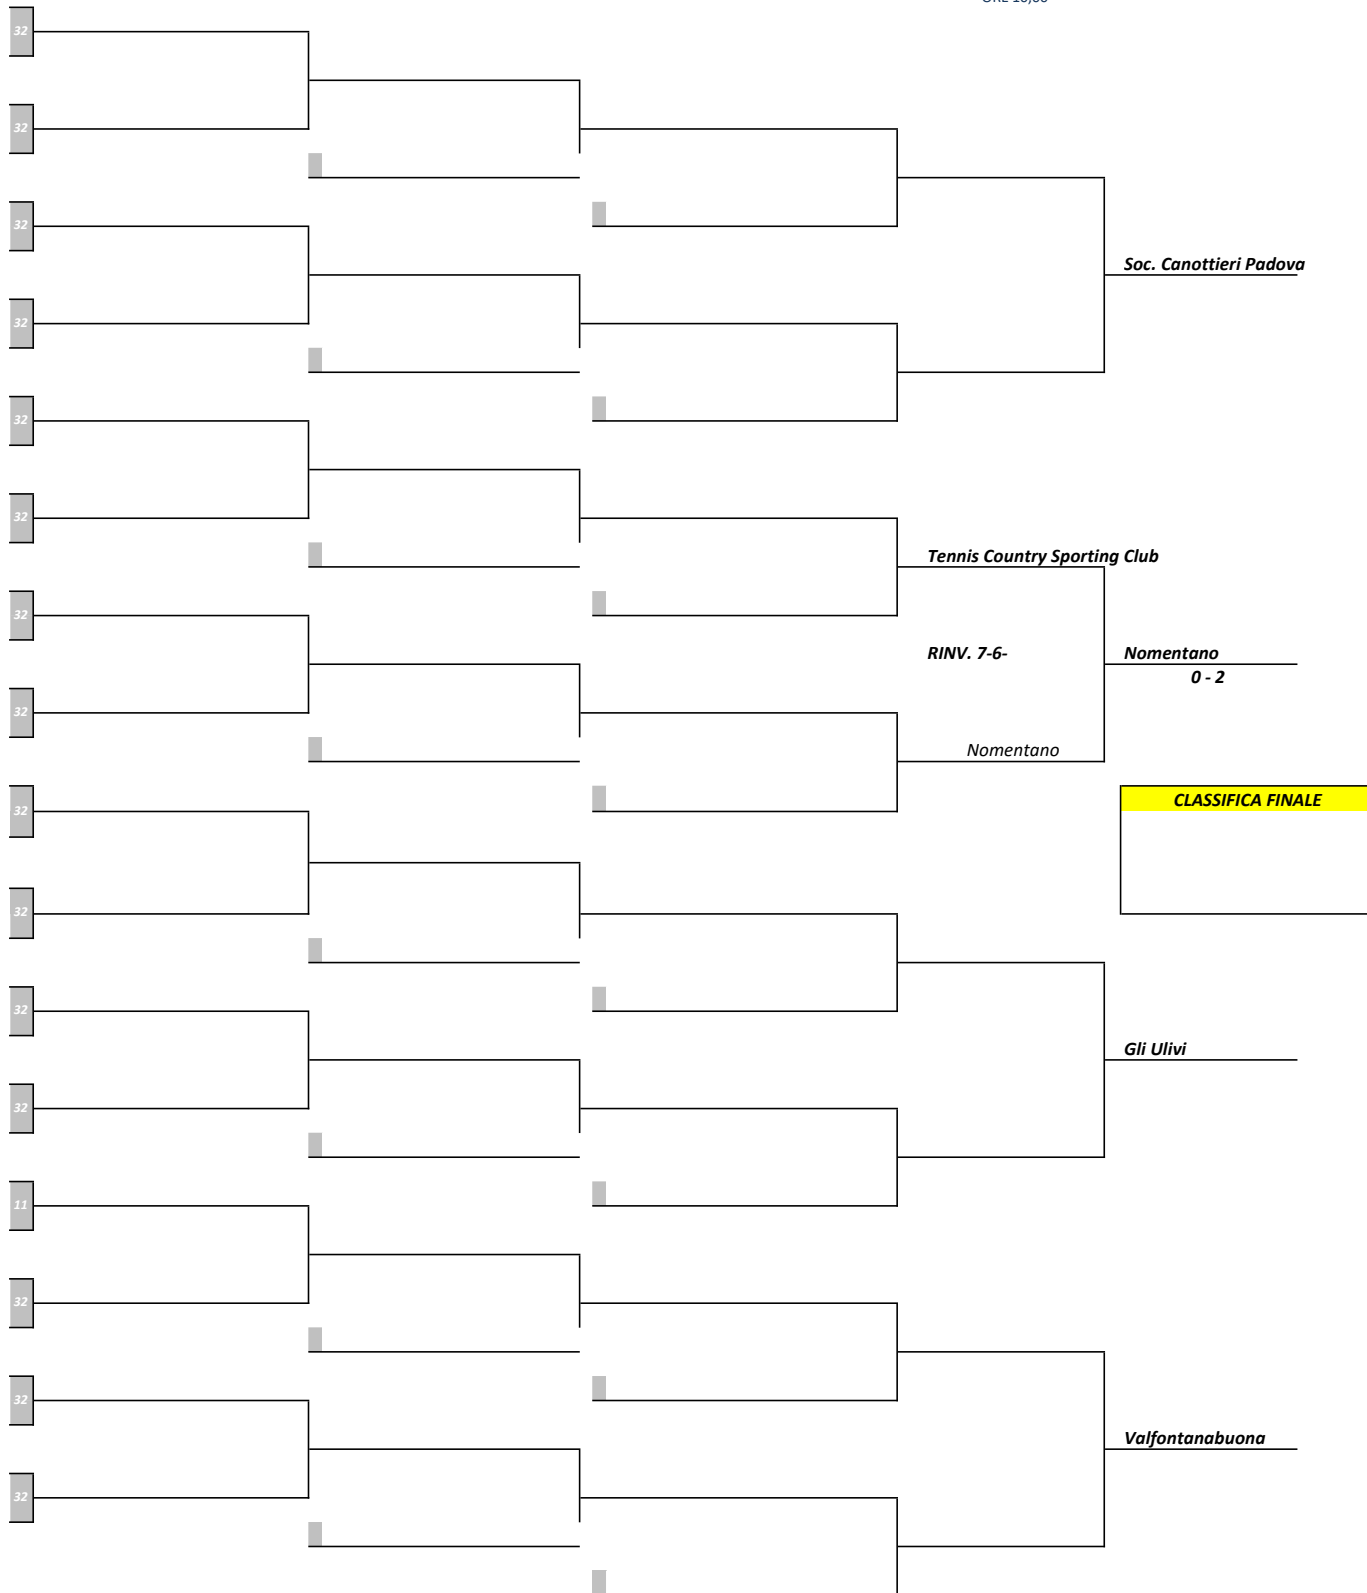 32
32
32
Soc. Canottieri Padova
32
32
32
Tennis Country Sporting Club
32
RINV. 7-6-
Nomentano
0 - 2
32
Nomentano
32
CLASSIFICA FINALE
32
32
Gli Ulivi
32
11
32
32
Valfontanabuona
32